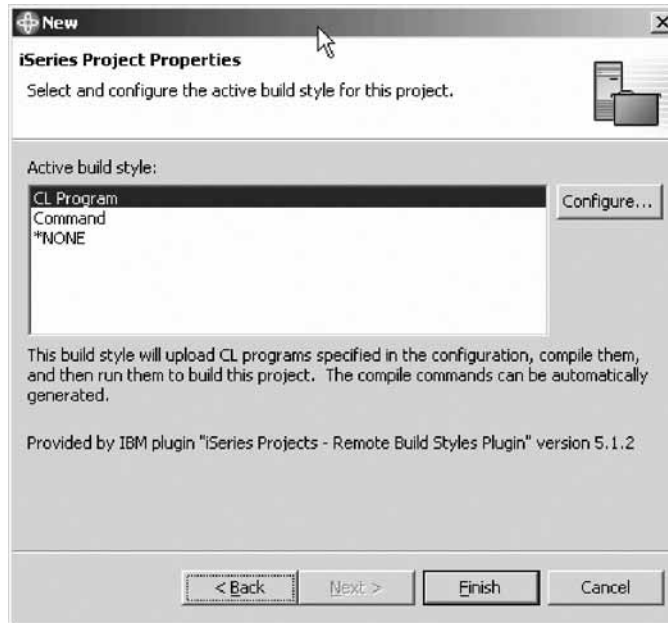 New
iSeries Project Properties
Select and configure the active build style for this project.
Active build style:
CL Program
Configure...
Command
*NONE
This build style will upload CL programs specified in the configuration, compile them,
and then run them to build this project. The compile commands can be automatically
generated.
Provided by IBM plugin "iSeries Projects - Remote Build Styles Plugin" version 5.1.2
< Back
Next >
Finish
Cancel